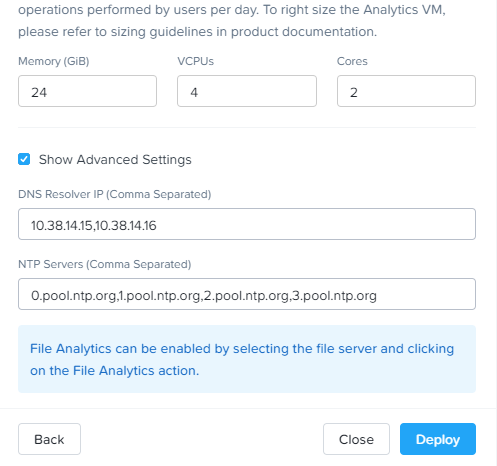 operations performed by users per day. To right size the Analytics VM,
please refer to sizing guidelines in product documentation.
Memory (GiB) VCPUs Cores
24 4 2
Show Advanced Settings
DNS Resolver IP (Comma Separated)
10.38.14.15,10.38.14.16
NTP Servers (Comma Separated)
0.pool.ntp.org,1.pool.ntp.org,2.pool.ntp.org,3.pool.ntp.org
File Analytics can be enabled by selecting the file server and clicking
on the File Analytics action.
Back Close Deploy